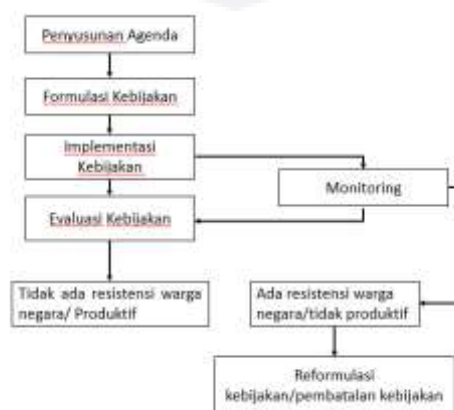 Penyusunan Agenda
Formulasi Kebijakan
Implementasi
Kebijakan
Monitoring
Evaluasi Kebijakan
Tidak ada resistensi warga
negara/ Produktif
Ada resistensi warga
negara/tidak produktif
Reformulasi
kebijakan/pembatalan kebijakan